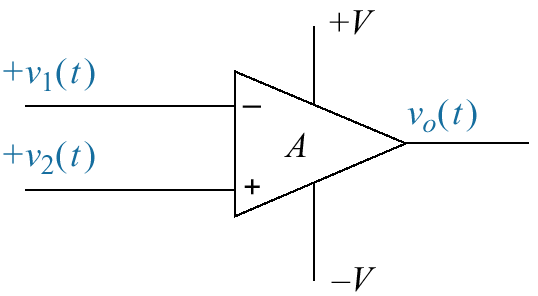 +V
+v₁(t)
−
vₒ(t)
A
+v₂(t)
+
−V